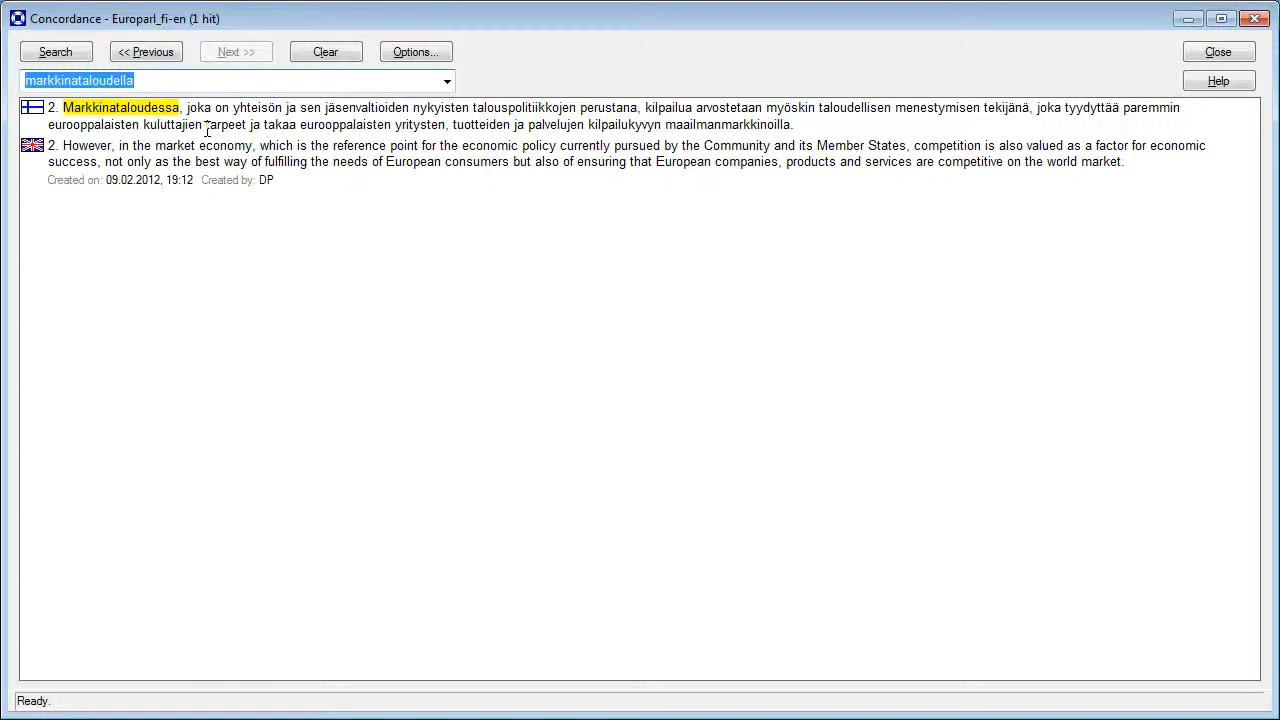 Concordance - Europarl_fi-en (1 hit)
Search
<< Previous
Next >>
Clear
Options...
Close
markkinataloudella
Help
2. Markkinataloudessa, joka on yhteisön ja sen jäsenvaltioiden nykyisten talouspolitiikkojen perustana, kilpailua arvostetaan myöskin taloudellisen menestymisen tekijänä, joka tyydyttää paremmin
eurooppalaisten kuluttajien tarpeet ja takaa eurooppalaisten yritysten, tuotteiden ja palvelujen kilpailukyvyn maailmanmarkkinoilla.
2. However, in the market economy, which is the reference point for the economic policy currently pursued by the Community and its Member States, competition is also valued as a factor for economic
success, not only as the best way of fulfilling the needs of European consumers but also of ensuring that European companies, products and services are competitive on the world market.
Created on: 09.02.2012, 19:12 Created by: DP
Ready.